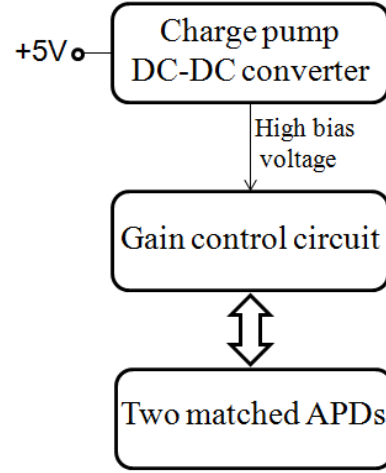 Charge pump
+5V
DC-DC converter
High bias
voltage
Gain control circuit
Two matched APDs